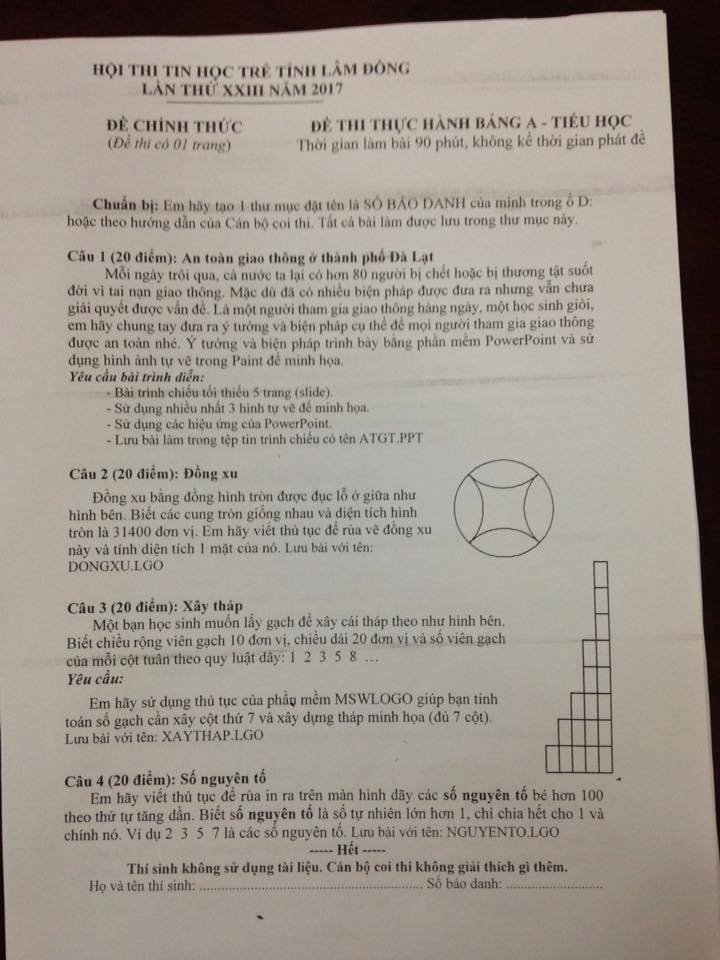 HỘI THI TIN HỌC TRẺ TỈNH LÂM ĐỒNG
LẦN THỨ XXIII NĂM 2017
ĐỀ CHÍNH THỨC
(Đề thi có 01 trang)
ĐỀ THI THỰC HÀNH BẢNG A - TIỂU HỌC
Thời gian làm bài 90 phút, không kể thời gian phát đề
Chuẩn bị: Em hãy tạo 1 thư mục đặt tên là SỐ BÁO DANH của mình trong ổ D:
hoặc theo hướng dẫn của Cán bộ coi thi. Tất cả bài làm được lưu trong thư mục này.
Câu 1 (20 điểm): An toàn giao thông ở thành phố Đà Lạt
Mỗi ngày trôi qua, cả nước ta lại có hơn 80 người bị chết hoặc bị thương tật suốt
đời vì tai nạn giao thông. Mặc dù đã có nhiều biện pháp được đưa ra nhưng vẫn chưa
giải quyết được vấn đề. Là một người tham gia giao thông hàng ngày, một học sinh giỏi,
em hãy chung tay đưa ra ý tưởng và biện pháp cụ thể để mọi người tham gia giao thông
được an toàn nhé. Ý tưởng và biện pháp trình bày bằng phần mềm PowerPoint và sử
dụng hình ảnh tự vẽ trong Paint để minh họa.
Yêu cầu bài trình diễn:
- Bài trình chiếu tối thiểu 5 trang (slide).
- Sử dụng nhiều nhất 3 hình tự vẽ để minh họa.
- Sử dụng các hiệu ứng của PowerPoint.
- Lưu bài làm trong tệp tin trình chiếu có tên ATGT.PPT
Câu 2 (20 điểm): Đồng xu
Đồng xu bằng đồng hình tròn được đục lỗ ở giữa như
hình bên. Biết các cung tròn giống nhau và diện tích hình
tròn là 31400 đơn vị. Em hãy viết thủ tục để rùa vẽ đồng xu
này và tính diện tích 1 mặt của nó. Lưu bài với tên:
DONGXU.LGO
Câu 3 (20 điểm): Xây tháp
Một bạn học sinh muốn lấy gạch để xây cái tháp theo như hình bên.
Biết chiều rộng viên gạch 10 đơn vị, chiều dài 20 đơn vị và số viên gạch
của mỗi cột tuân theo quy luật dãy: 1 2 3 5 8 ...
Yêu cầu:
Em hãy sử dụng thủ tục của phần mềm MSWLOGO giúp bạn tính
toán số gạch cần xây cột thứ 7 và xây dựng tháp minh họa (đủ 7 cột).
Lưu bài với tên: XAYTHAP.LGO
Câu 4 (20 điểm): Số nguyên tố
Em hãy viết thủ tục để rùa in ra trên màn hình dãy các số nguyên tố bé hơn 100
theo thứ tự tăng dần. Biết số nguyên tố là số tự nhiên lớn hơn 1, chỉ chia hết cho 1 và
chính nó. Ví dụ 2 3 5 7 là các số nguyên tố. Lưu bài với tên: NGUYENTO.LGO
----- Hết -----
Thí sinh không sử dụng tài liệu. Cán bộ coi thi không giải thích gì thêm.
Họ và tên thí sinh: ........................................................ Số báo danh: ........................